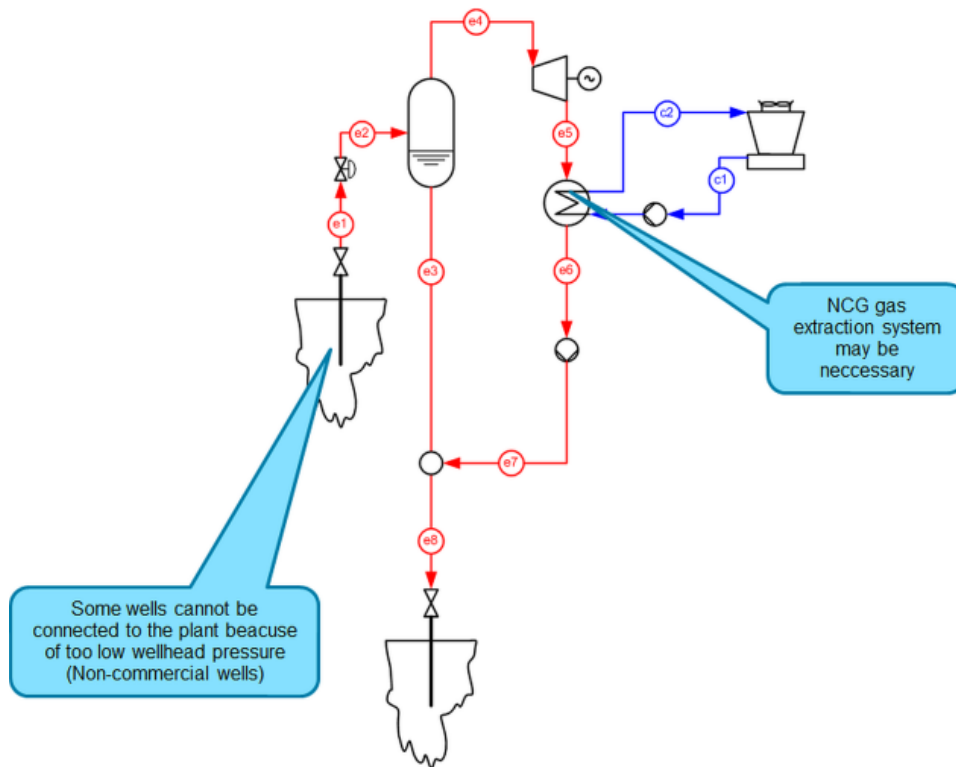 e4
e2
e5
c2
c1
e1
e3
e6
NCG gas
extraction system
may be
neccessary
e7
e8
Some wells cannot be
connected to the plant beacuse
of too low wellhead pressure
(Non-commercial wells)